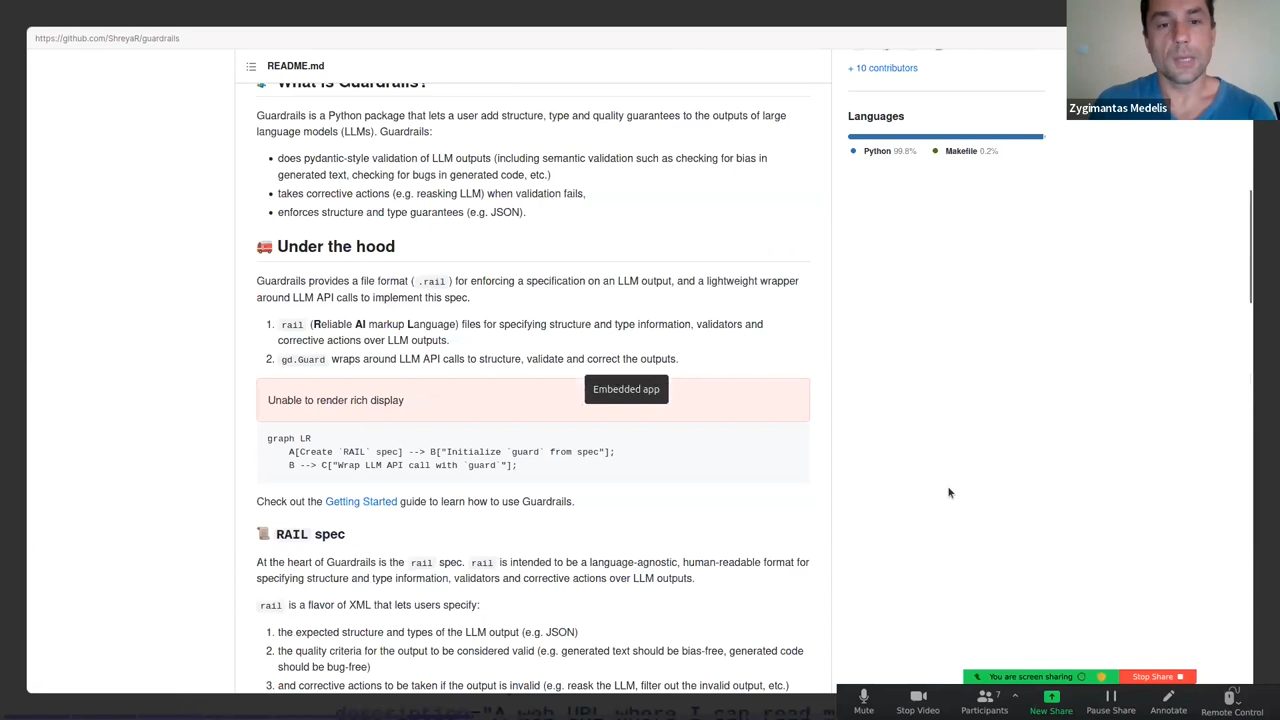 https://github.com/ShreyaR/guardrails
README.md
What is Guardrails?
Guardrails is a Python package that lets a user add structure, type and quality guarantees to the outputs of large
language models (LLMs). Guardrails:
does pydantic-style validation of LLM outputs (including semantic validation such as checking for bias in
generated text, checking for bugs in generated code, etc.)
takes corrective actions (e.g. reasking LLM) when validation fails,
enforces structure and type guarantees (e.g. JSON).
Under the hood
Guardrails provides a file format ( .rail ) for enforcing a specification on an LLM output, and a lightweight wrapper
around LLM API calls to implement this spec.
1. rail (Reliable AI markup Language) files for specifying structure and type information, validators and
corrective actions over LLM outputs.
2. gd.Guard wraps around LLM API calls to structure, validate and correct the outputs.
Embedded app
Unable to render rich display
graph LR
A[Create `RAIL` spec] --> B["Initialize `guard` from spec"];
B --> C["Wrap LLM API call with `guard`"];
Check out the Getting Started guide to learn how to use Guardrails.
RAIL spec
At the heart of Guardrails is the rail spec. rail is intended to be a language-agnostic, human-readable format for
specifying structure and type information, validators and corrective actions over LLM outputs.
rail is a flavor of XML that lets users specify:
1. the expected structure and types of the LLM output (e.g. JSON)
2. the quality criteria for the output to be considered valid (e.g. generated text should be bias-free, generated code
should be bug-free)
3. and corrective actions to be taken if the output is invalid (e.g. reask the LLM, filter out the invalid output, etc.)
+ 10 contributors
Languages
Python 99.8% Makefile 0.2%
Zygimantas Medelis
You are screen sharing Stop Share
Mute Stop Video Participants 7 New Share Pause Share Annotate Remote Control